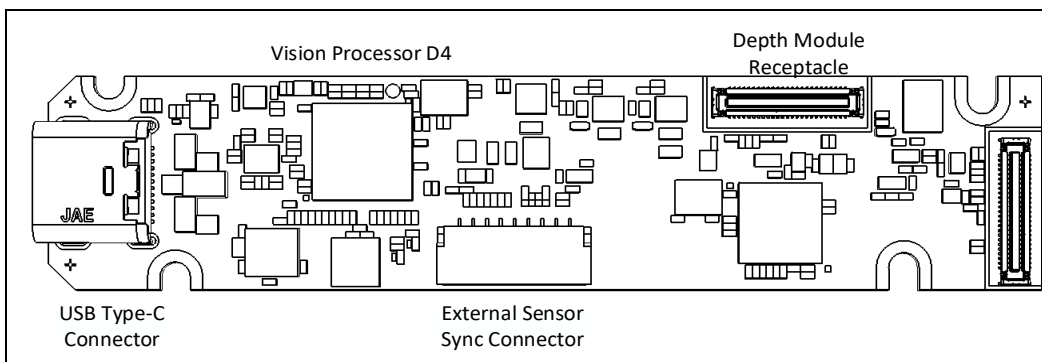 Vision Processor D4
Depth Module
Receptacle
JAE
USB Type-C
Connector
External Sensor
Sync Connector